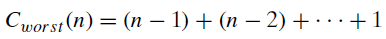 C_worst(n) = (n − 1) + (n − 2) + · · · + 1